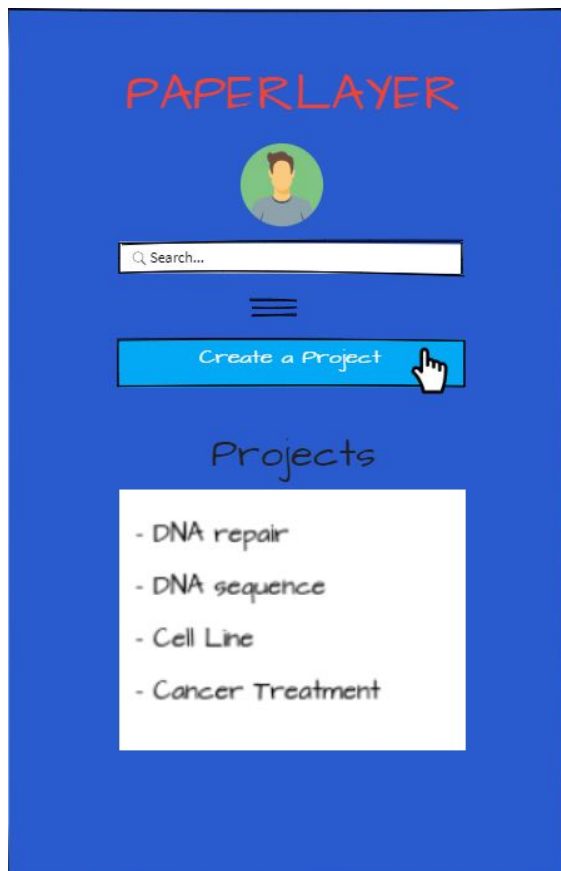 PAPERLAYER
Search...
Create a Project
Projects
- DNA repair
- DNA sequence
- Cell Line
- Cancer Treatment